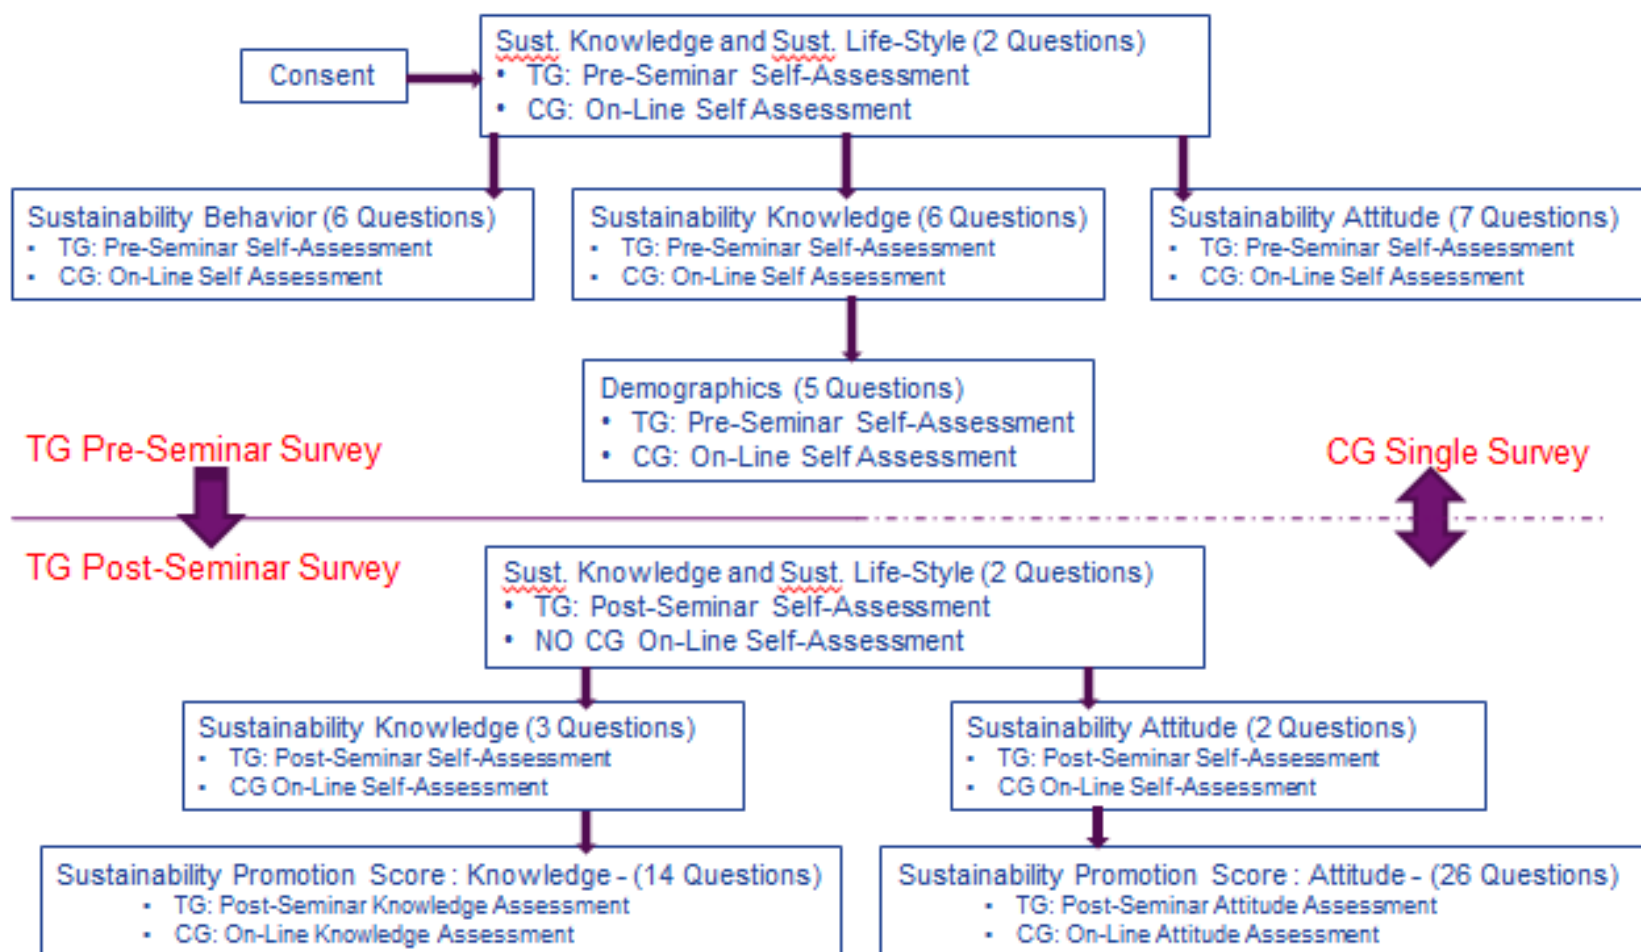 Sust. Knowledge and Sust. Life-Style (2 Questions)
• TG: Pre-Seminar Self-Assessment
• CG: On-Line Self Assessment
Consent
Sustainability Behavior (6 Questions)
• TG: Pre-Seminar Self-Assessment
• CG: On-Line Self Assessment
Sustainability Knowledge (6 Questions)
• TG: Pre-Seminar Self-Assessment
• CG: On-Line Self Assessment
Sustainability Attitude (7 Questions)
• TG: Pre-Seminar Self-Assessment
• CG: On-Line Self Assessment
Demographics (5 Questions)
• TG: Pre-Seminar Self-Assessment
• CG: On-Line Self Assessment
TG Pre-Seminar Survey
CG Single Survey
TG Post-Seminar Survey
Sust. Knowledge and Sust. Life-Style (2 Questions)
• TG: Post-Seminar Self-Assessment
• NO CG On-Line Self-Assessment
Sustainability Knowledge (3 Questions)
• TG: Post-Seminar Self-Assessment
• CG On-Line Self-Assessment
Sustainability Attitude (2 Questions)
• TG: Post-Seminar Self-Assessment
• CG On-Line Self-Assessment
Sustainability Promotion Score : Knowledge - (14 Questions)
• TG: Post-Seminar Knowledge Assessment
• CG: On-Line Knowledge Assessment
Sustainability Promotion Score : Attitude - (26 Questions)
• TG: Post-Seminar Attitude Assessment
• CG: On-Line Attitude Assessment